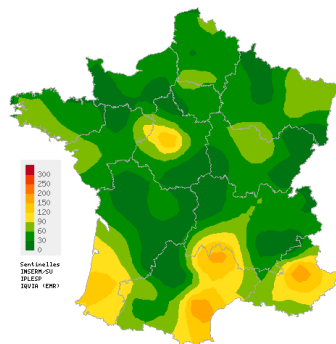 300
250
200
150
120
90
60
30
0
Sentinelles
INSERM/SU
IPLESP
IQVIA (EMR)